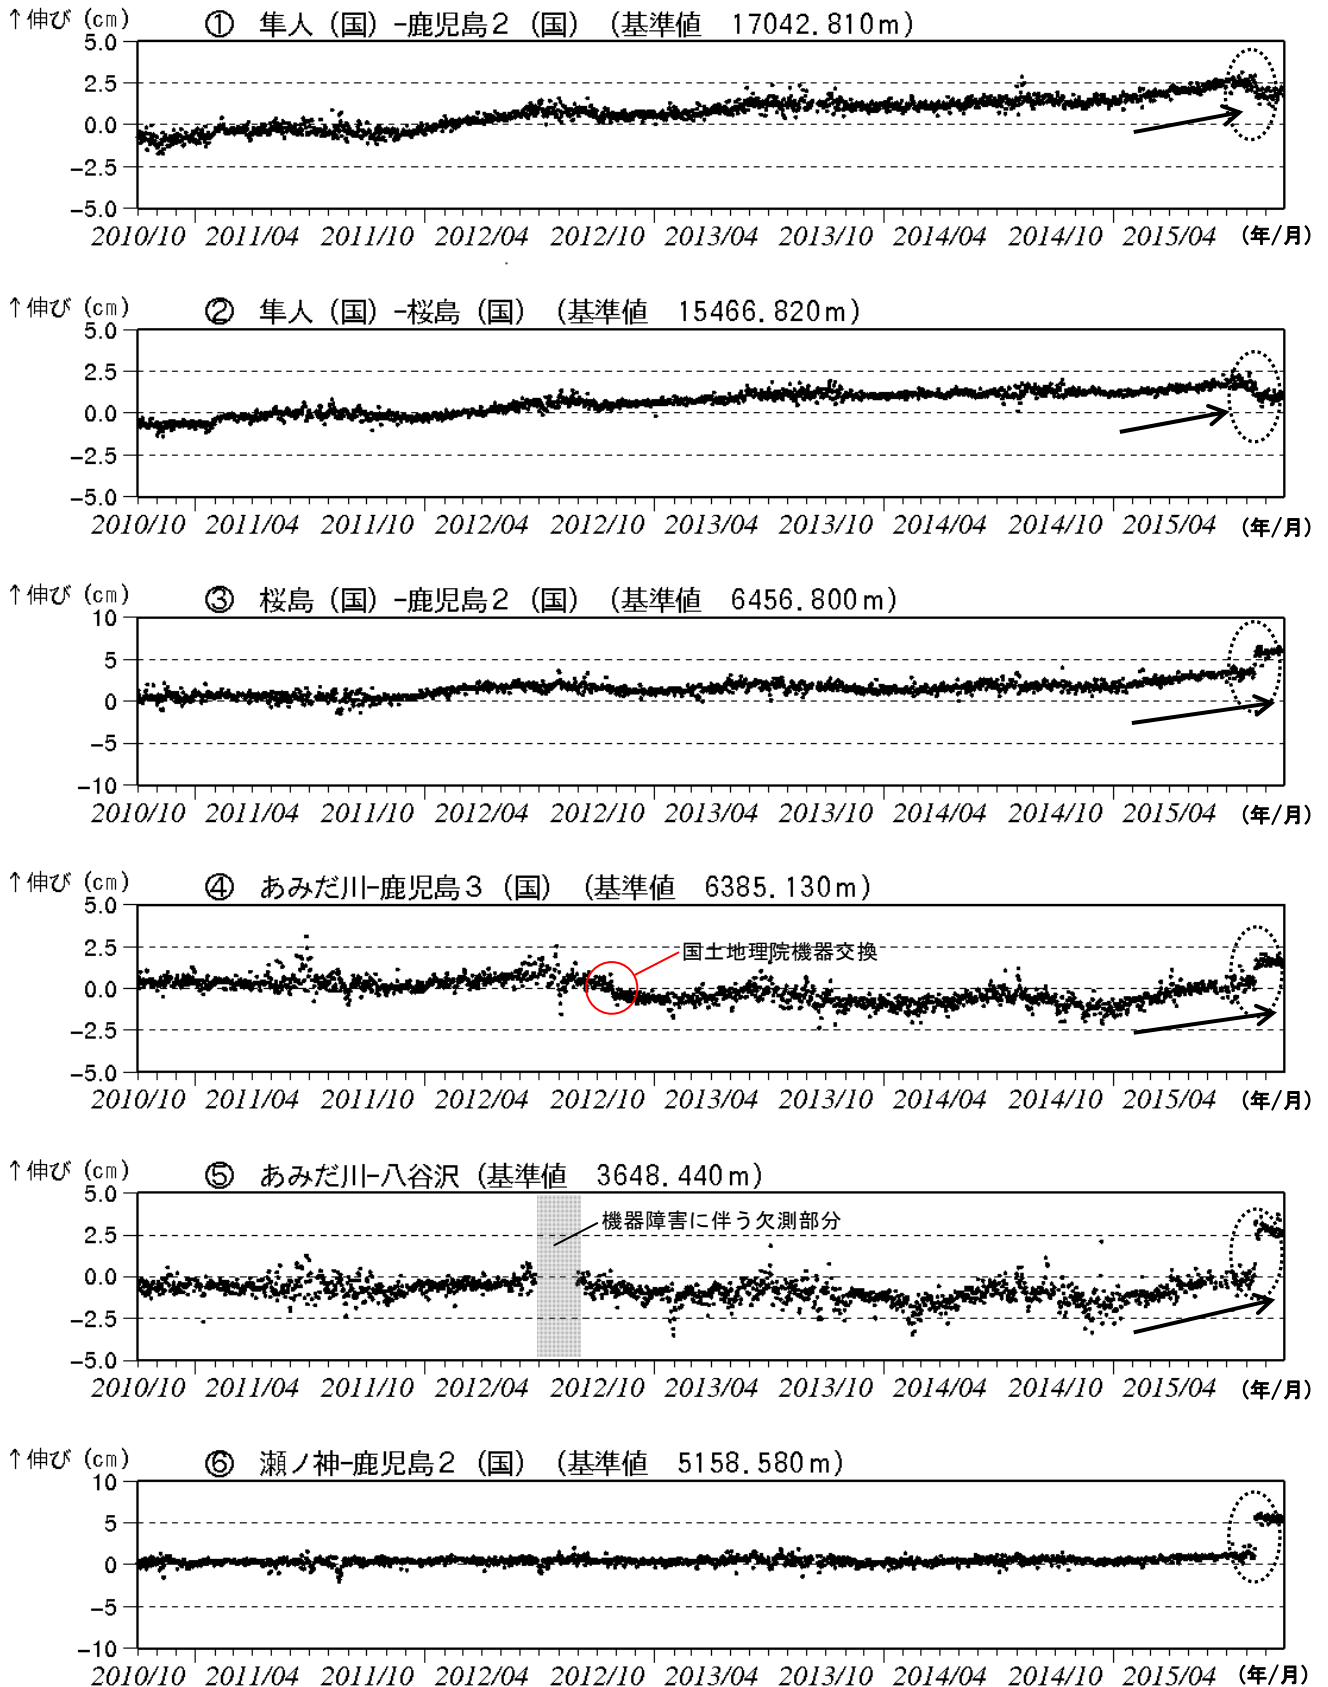 ↑伸び(cm) ① 隼人（国）-鹿児島２（国）（基準値 17042.810m）
5.0
2.5
0.0
-2.5
-5.0
2010/10 2011/04 2011/10 2012/04 2012/10 2013/04 2013/10 2014/04 2014/10 2015/04 (年/月)
↑伸び(cm) ② 隼人（国）-桜島（国）（基準値 15466.820m）
5.0
2.5
0.0
-2.5
-5.0
2010/10 2011/04 2011/10 2012/04 2012/10 2013/04 2013/10 2014/04 2014/10 2015/04 (年/月)
↑伸び(cm) ③ 桜島（国）-鹿児島２（国）（基準値 6456.800m）
10
5
0
-5
-10
2010/10 2011/04 2011/10 2012/04 2012/10 2013/04 2013/10 2014/04 2014/10 2015/04 (年/月)
↑伸び(cm) ④ あみだ川-鹿児島３（国）（基準値 6385.130m）
5.0
2.5
国土地理院機器交換
0.0
-2.5
-5.0
2010/10 2011/04 2011/10 2012/04 2012/10 2013/04 2013/10 2014/04 2014/10 2015/04 (年/月)
↑伸び(cm) ⑤ あみだ川-八谷沢（基準値 3648.440m）
5.0
機器障害に伴う欠測部分
2.5
0.0
-2.5
-5.0
2010/10 2011/04 2011/10 2012/04 2012/10 2013/04 2013/10 2014/04 2014/10 2015/04 (年/月)
↑伸び(cm) ⑥ 瀬ノ神-鹿児島２（国）（基準値 5158.580m）
10
5
0
-5
-10
2010/10 2011/04 2011/10 2012/04 2012/10 2013/04 2013/10 2014/04 2014/10 2015/04 (年/月)